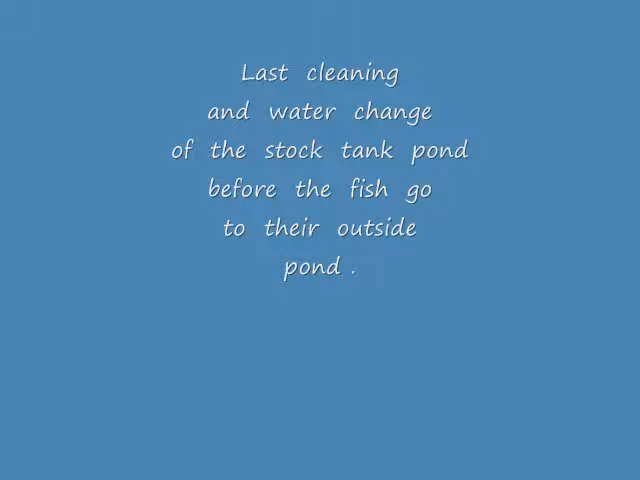 Last cleaning
and water change
of the stock tank pond
before the fish go
to their outside
pond .